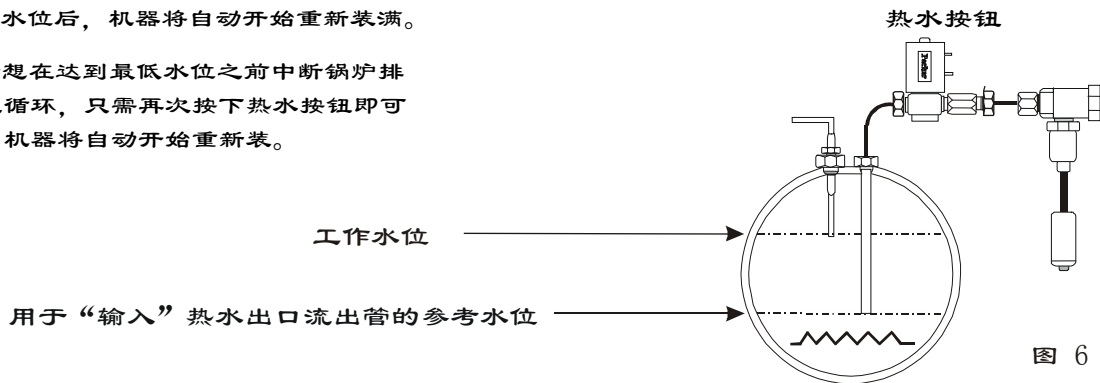 水位后，机器将自动开始重新装满。
热水按钮
想在达到最低水位之前中断锅炉排
循环，只需再次按下热水按钮即可
机器将自动开始重新装。
工作水位
用于“输入”热水出口流出管的参考水位
图 6